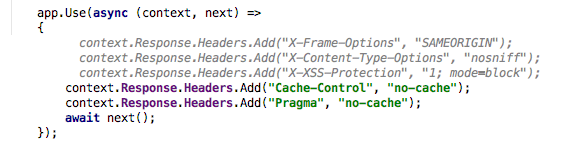 app.Use(async (context, next) =>
{
context.Response.Headers.Add("X-Frame-Options", "SAMEORIGIN");
context.Response.Headers.Add("X-Content-Type-Options", "nosniff");
context.Response.Headers.Add("X-XSS-Protection", "1; mode=block");
context.Response.Headers.Add("Cache-Control", "no-cache");
context.Response.Headers.Add("Pragma", "no-cache");
await next();
});